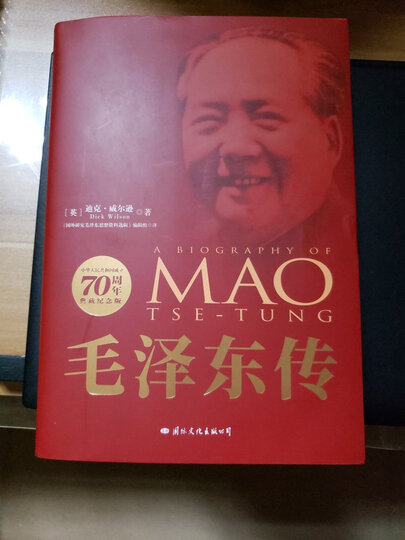 [英] 迪克·威尔逊 著
Dick Wilson
《国外研究毛泽东思想资料选辑》编辑组 译
A BIOGRAPHY OF
MAO
TSE-TUNG
中华人民共和国成立
70周年
典藏纪念版
毛泽东传
国际文化出版公司